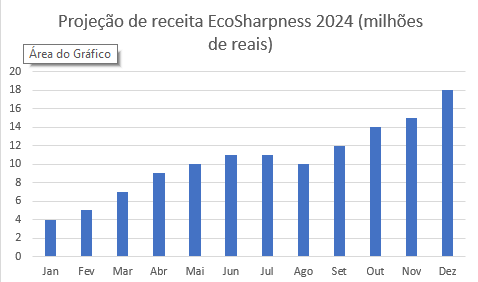 Projeção de receita EcoSharpness 2024 (milhões
de reais)
Área do Gráfico
20
18
16
14
12
10
8
6
4
2
0
Jan Fev Mar Abr Mai Jun Jul Ago Set Out Nov Dez